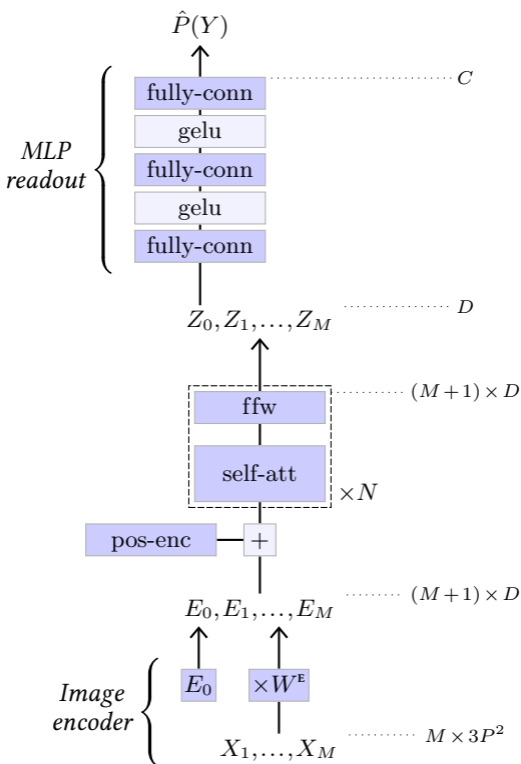 P̂(Y)
fully-conn
C
gelu
MLP
readout
fully-conn
gelu
fully-conn
Z₀, Z₁, ..., Z_M
D
ffw
(M+1) × D
self-att
×N
pos-enc
+
E₀, E₁, ..., E_M
(M+1) × D
Image
encoder
E₀
×Wᴱ
X₁, ..., X_M
M × 3P²